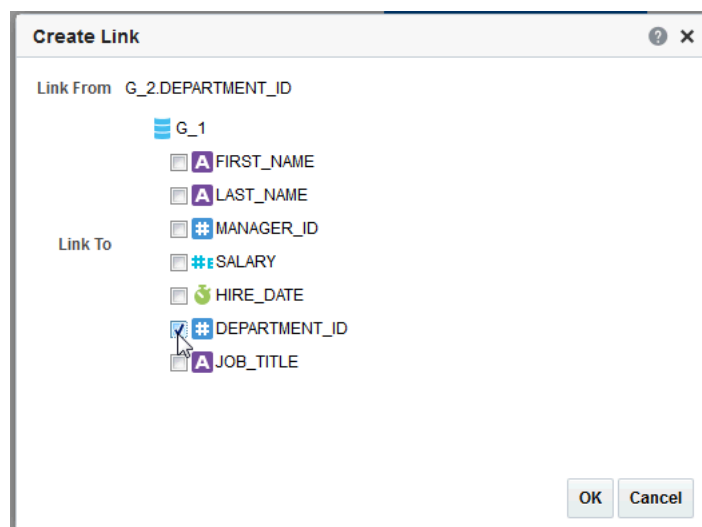 Create Link
Link From G_2.DEPARTMENT_ID
G_1
A FIRST_NAME
A LAST_NAME
# MANAGER_ID
Link To
#E SALARY
HIRE_DATE
# DEPARTMENT_ID
A JOB_TITLE
OK Cancel